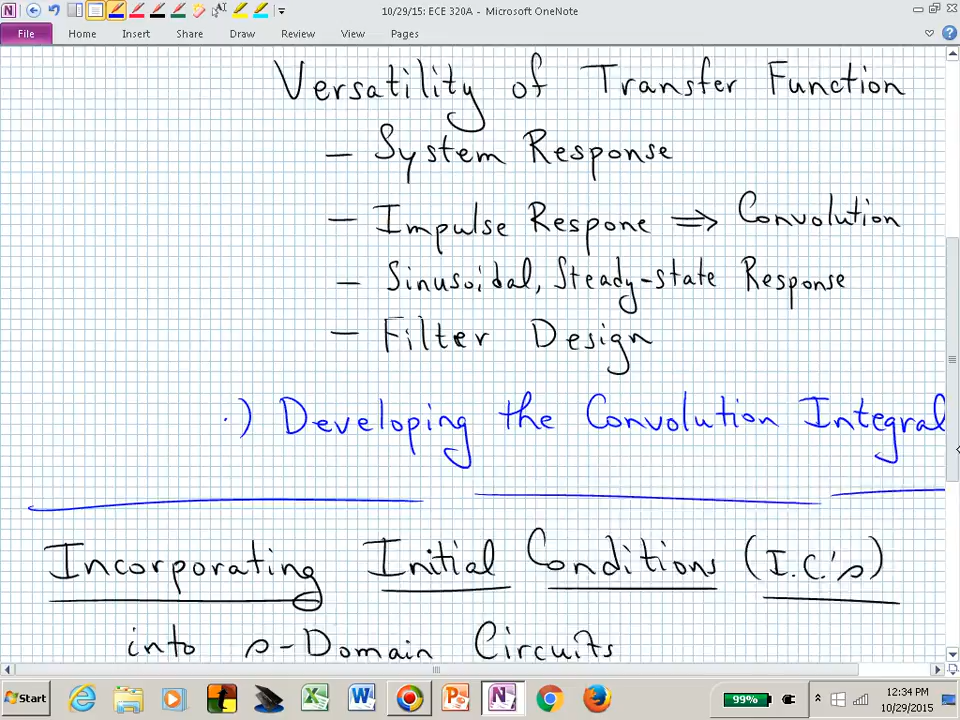 10/29/15: ECE 320A - Microsoft OneNote
File Home Insert Share Draw Review View Pages
Versatility of Transfer Function
- System Response
- Impulse Respone ⇒ Convolution
- Sinusoidal, Steady-state Response
- Filter Design
·) Developing the Convolution Integral
Incorporating Initial Conditions (I.C.'s)
into s-Domain Circuits
Start 99% 12:34 PM
10/29/2015